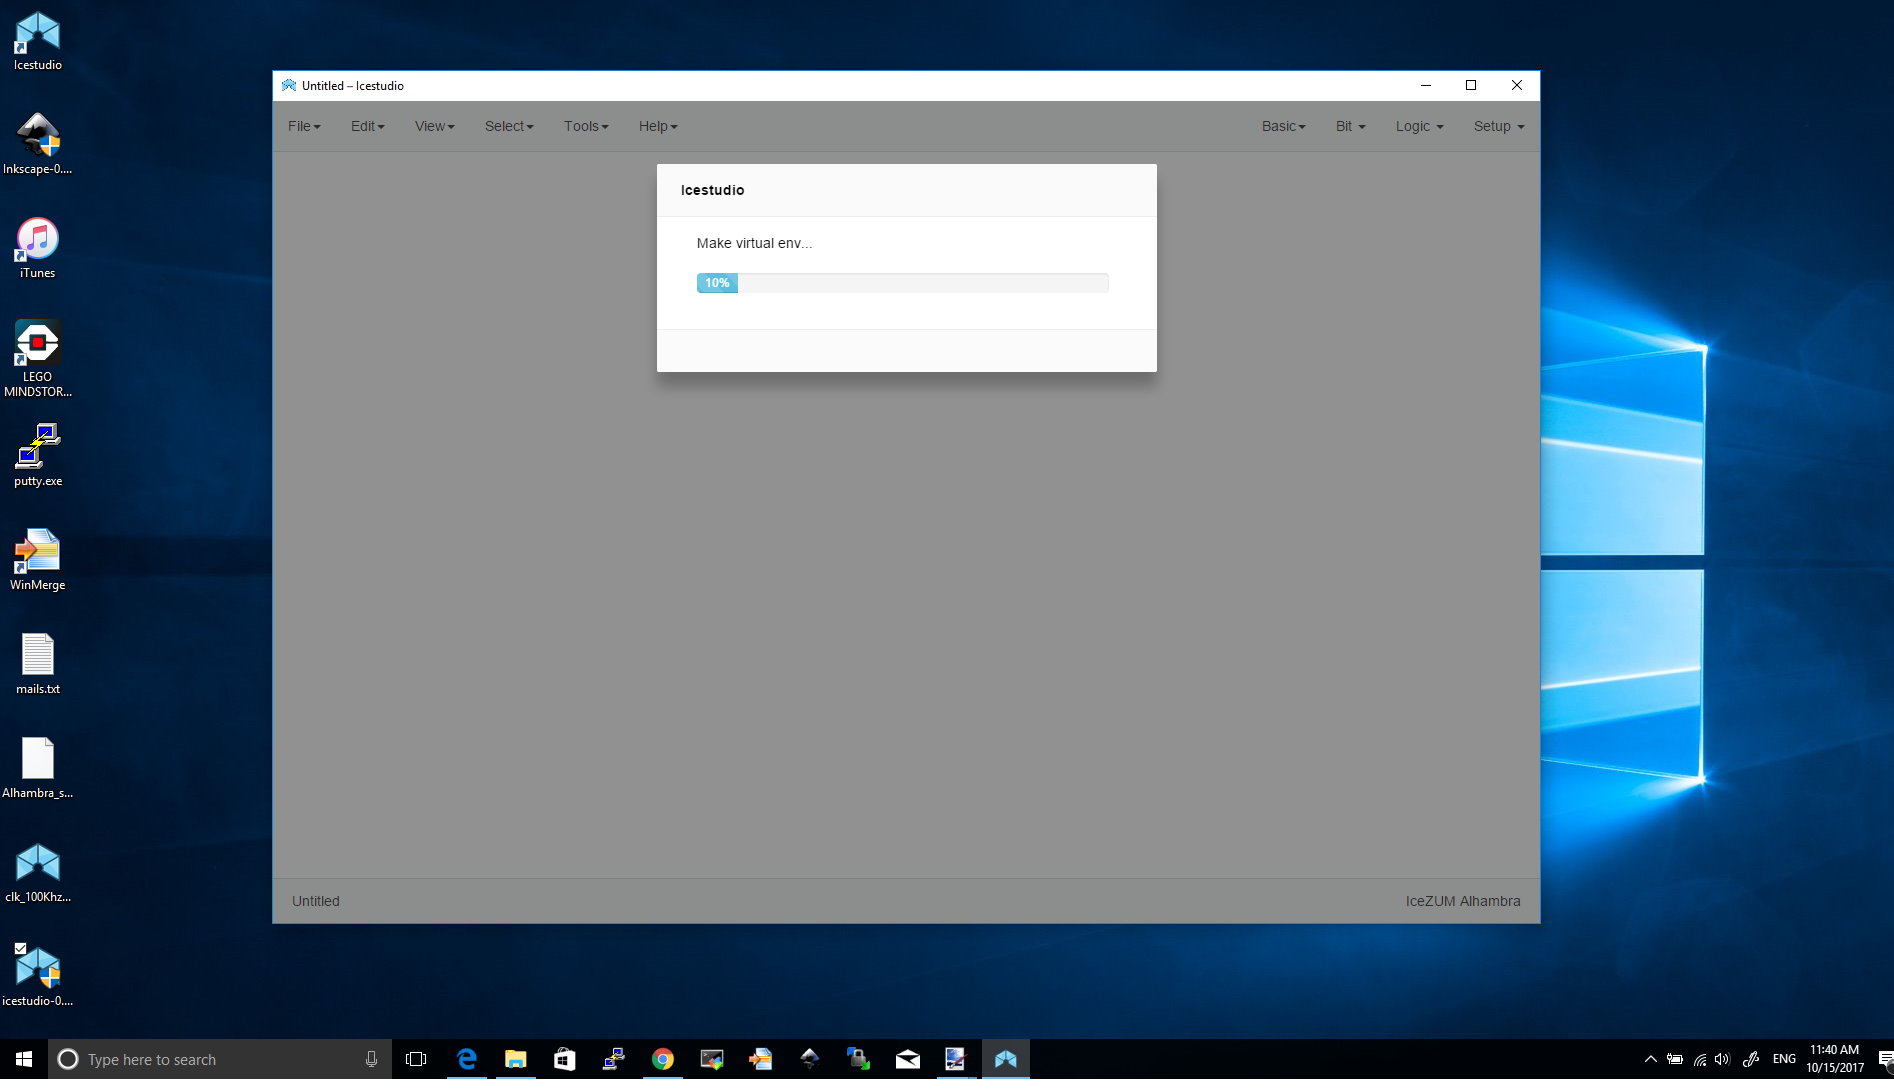 Icestudio
Inkscape-0....
iTunes
LEGO
MINDSTOR...
putty.exe
WinMerge
mails.txt
Alhambra_s...
clk_100Khz...
icestudio-0....
Untitled – Icestudio
File Edit View Select Tools Help Basic Bit Logic Setup
Icestudio
Make virtual env...
10%
Untitled IceZUM Alhambra
Type here to search
ENG
11:40 AM
10/15/2017